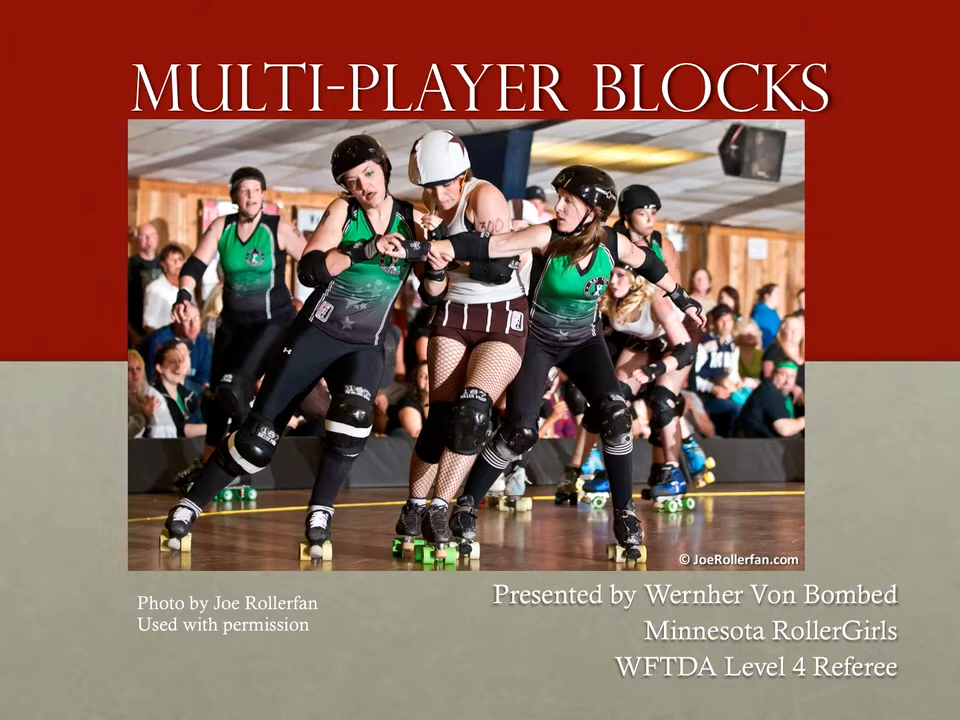 MULTI-PLAYER BLOCKS
© JoeRollerfan.com
Photo by Joe Rollerfan
Used with permission
Presented by Wernher Von Bombed
Minnesota RollerGirls
WFTDA Level 4 Referee